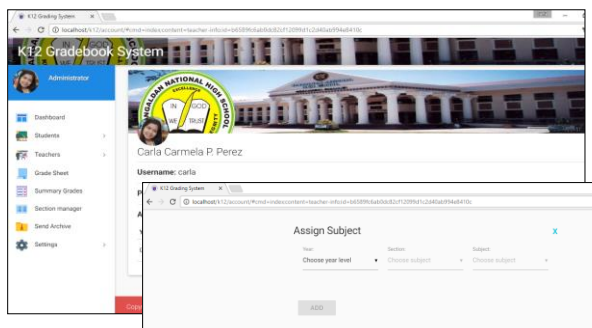 K12 Grading System
localhost/k12/account/#cmd=indexcontent=teacher-info
K12 Gradebook System
Administrator
Dashboard
Students
Teachers
Grade Sheet
Summary Grades
Section manager
Send Archive
Settings
NATIONAL HIGH SCHOOL
EXCELLENCE
IN GOD
WE TRUST
Carla Carmela P. Perez
Username: carla
K12 Grading System
localhost/k12/account/#cmd=indexcontent=teacher-info
Assign Subject
X
Year
Section
Subject
Choose year level
Choose subject
Choose subject
ADD